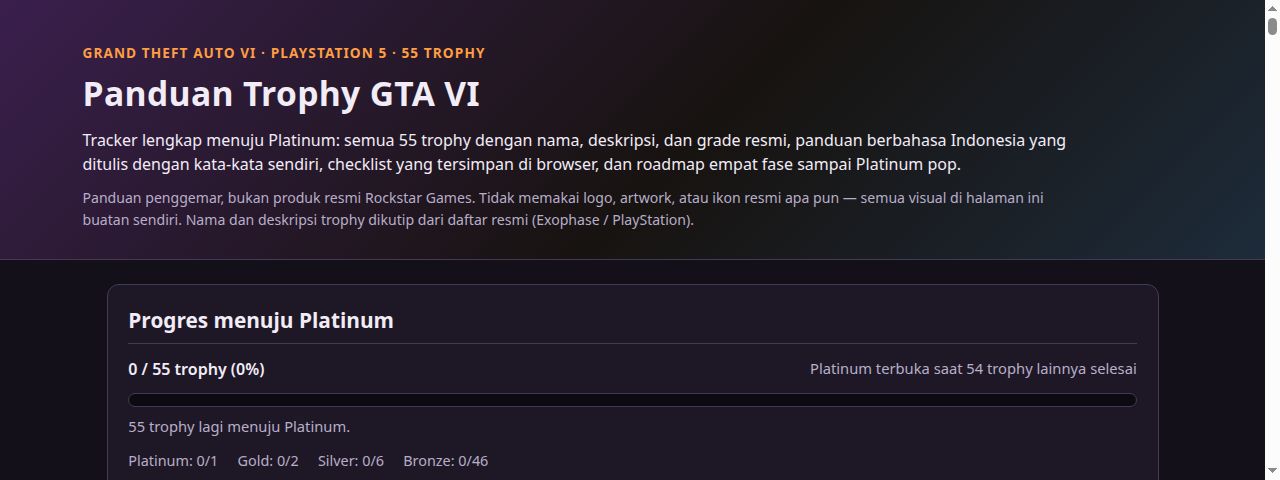 GRAND THEFT AUTO VI · PLAYSTATION 5 · 55 TROPHY
Panduan Trophy GTA VI
Tracker lengkap menuju Platinum: semua 55 trophy dengan nama, deskripsi, dan grade resmi, panduan berbahasa Indonesia yang
ditulis dengan kata-kata sendiri, checklist yang tersimpan di browser, dan roadmap empat fase sampai Platinum pop.
Panduan penggemar, bukan produk resmi Rockstar Games. Tidak memakai logo, artwork, atau ikon resmi apa pun — semua visual di halaman ini
buatan sendiri. Nama dan deskripsi trophy dikutip dari daftar resmi (Exophase / PlayStation).
Progres menuju Platinum
0 / 55 trophy (0%)
Platinum terbuka saat 54 trophy lainnya selesai
55 trophy lagi menuju Platinum.
Platinum: 0/1 Gold: 0/2 Silver: 0/6 Bronze: 0/46